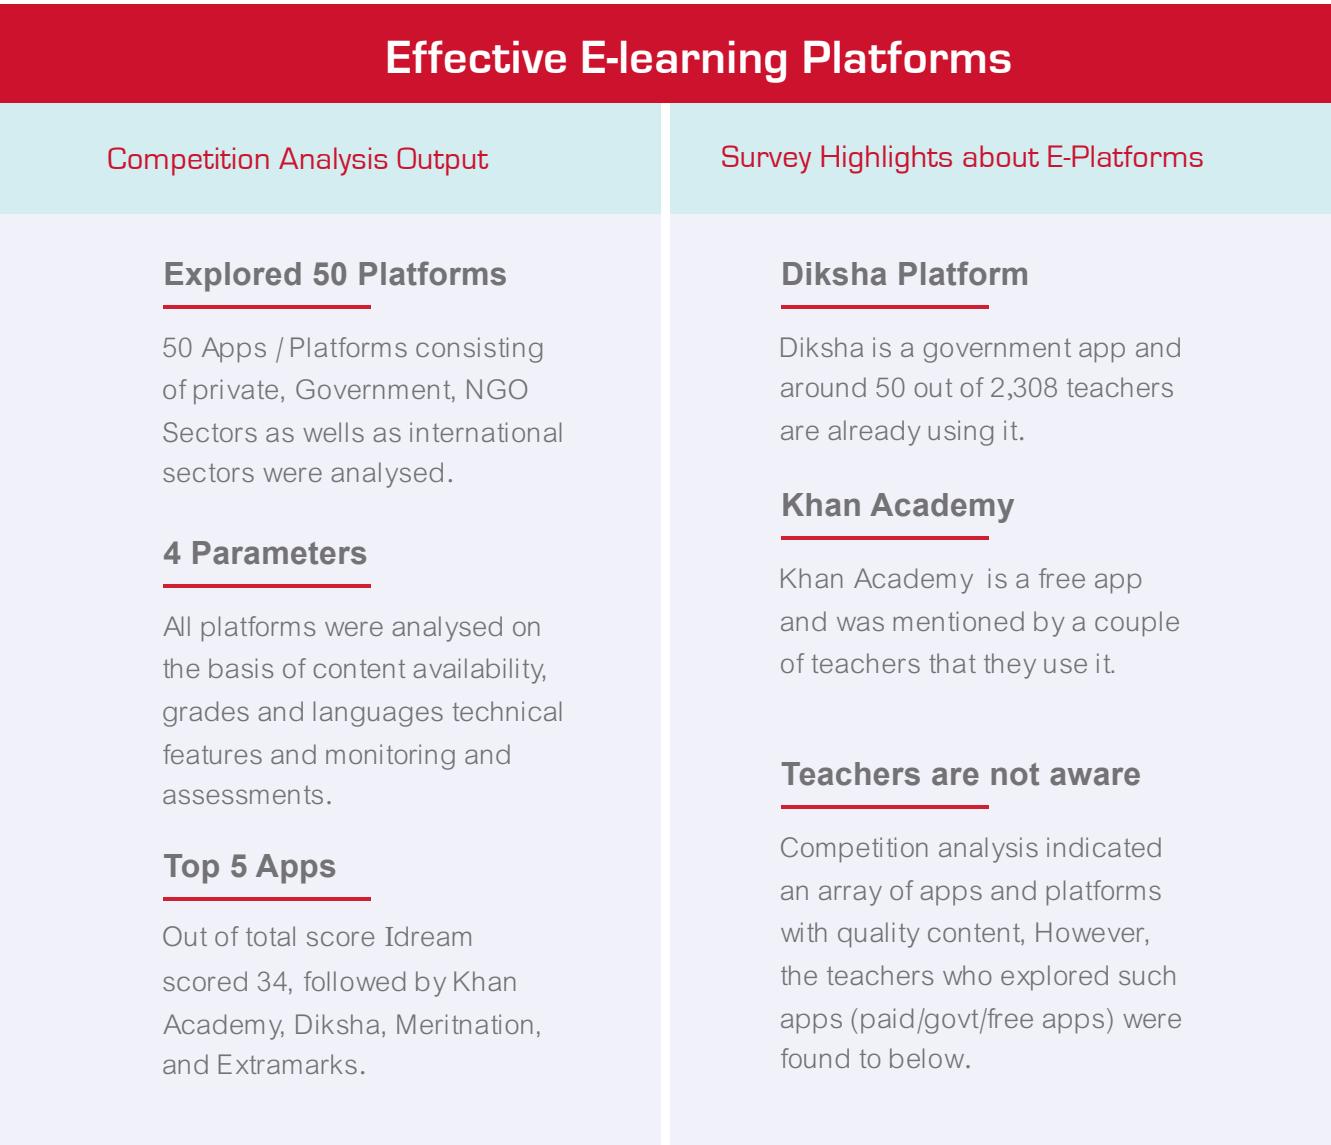 Effective E-learning Platforms
Competition Analysis Output
Explored 50 Platforms
50 Apps / Platforms consisting
of private, Government, NGO
Sectors as wells as international
sectors were analysed.
4 Parameters
All platforms were analysed on
the basis of content availability,
grades and languages technical
features and monitoring and
assessments.
Top 5 Apps
Out of total score Idream
scored 34, followed by Khan
Academy, Diksha, Meritnation,
and Extramarks.
Survey Highlights about E-Platforms
Diksha Platform
Diksha is a government app and
around 50 out of 2,308 teachers
are already using it.
Khan Academy
Khan Academy is a free app
and was mentioned by a couple
of teachers that they use it.
Teachers are not aware
Competition analysis indicated
an array of apps and platforms
with quality content, However,
the teachers who explored such
apps (paid/govt/free apps) were
found to below.